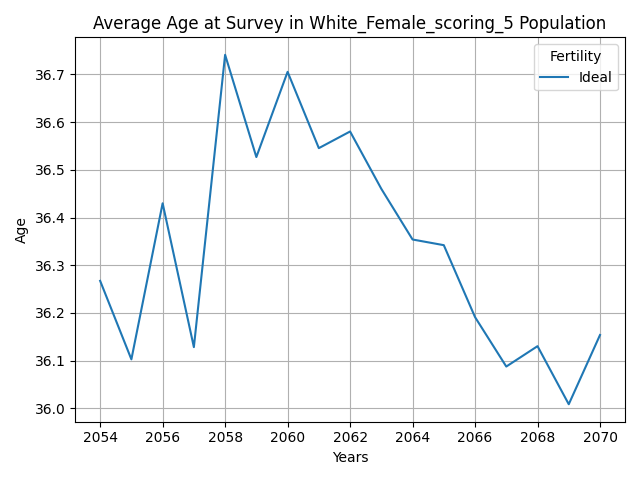 Average Age at Survey in White_Female_scoring_5 Population
Fertility
Ideal
36.7
36.6
36.5
36.4
36.3
36.2
36.1
36.0
Age
2054 2056 2058 2060 2062 2064 2066 2068 2070
Years